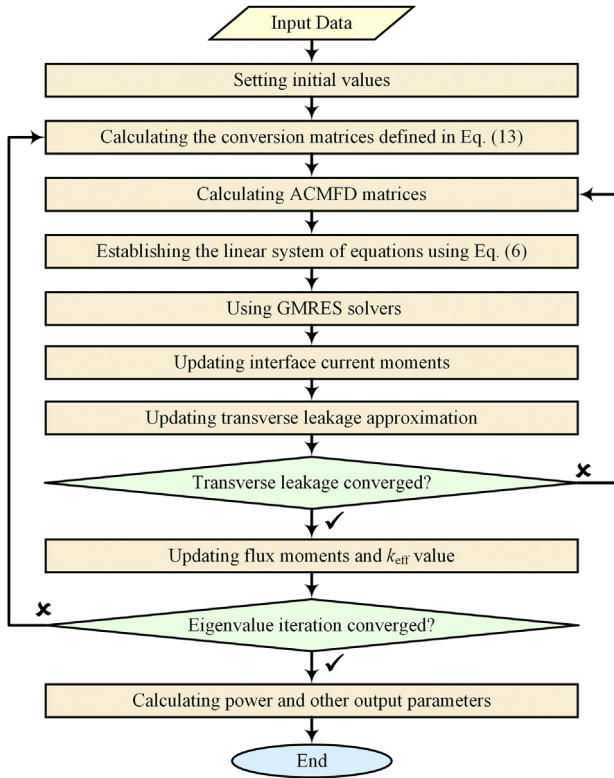 Input Data
Setting initial values
Calculating the conversion matrices defined in Eq. (13)
Calculating ACMFD matrices
Establishing the linear system of equations using Eq. (6)
Using GMRES solvers
Updating interface current moments
Updating transverse leakage approximation
Transverse leakage converged?
✘
✓
Updating flux moments and keff value
✘
Eigenvalue iteration converged?
✓
Calculating power and other output parameters
End